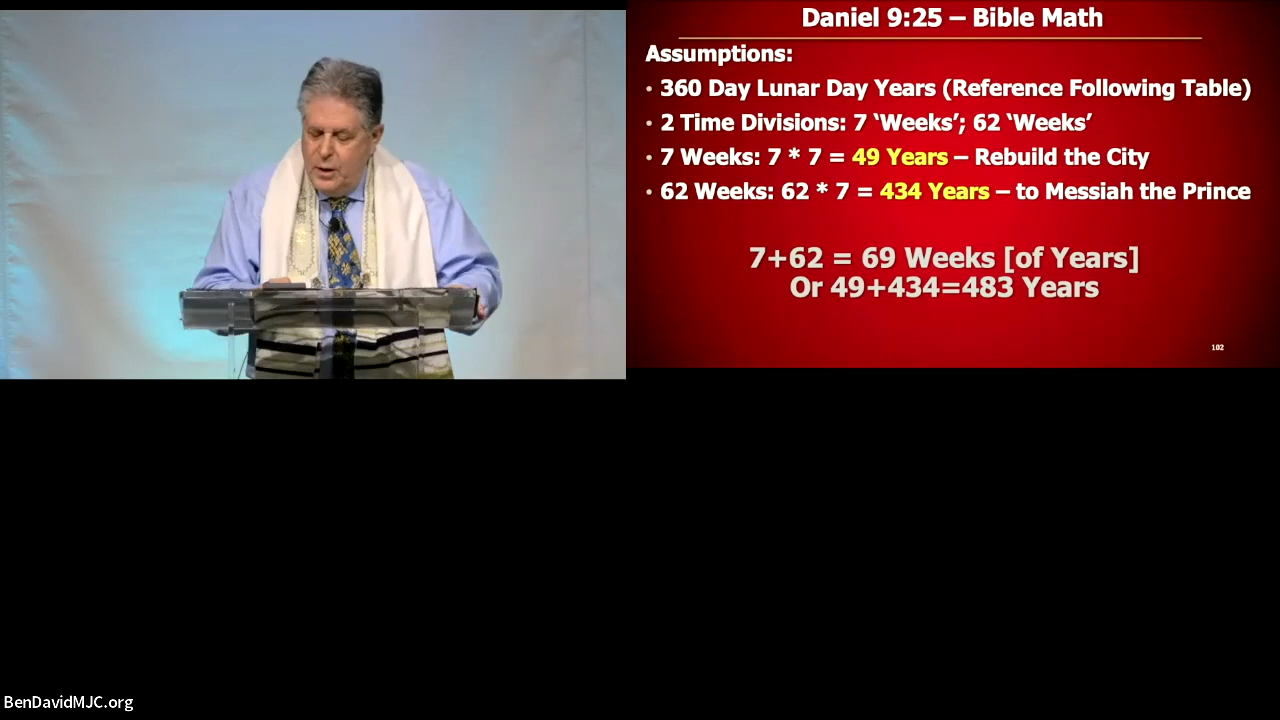 Daniel 9:25 – Bible Math
Assumptions:
• 360 Day Lunar Day Years (Reference Following Table)
• 2 Time Divisions: 7 ‘Weeks’; 62 ‘Weeks’
• 7 Weeks: 7 * 7 = 49 Years – Rebuild the City
• 62 Weeks: 62 * 7 = 434 Years – to Messiah the Prince
7+62 = 69 Weeks [of Years]
Or 49+434=483 Years
102
BenDavidMJC.org